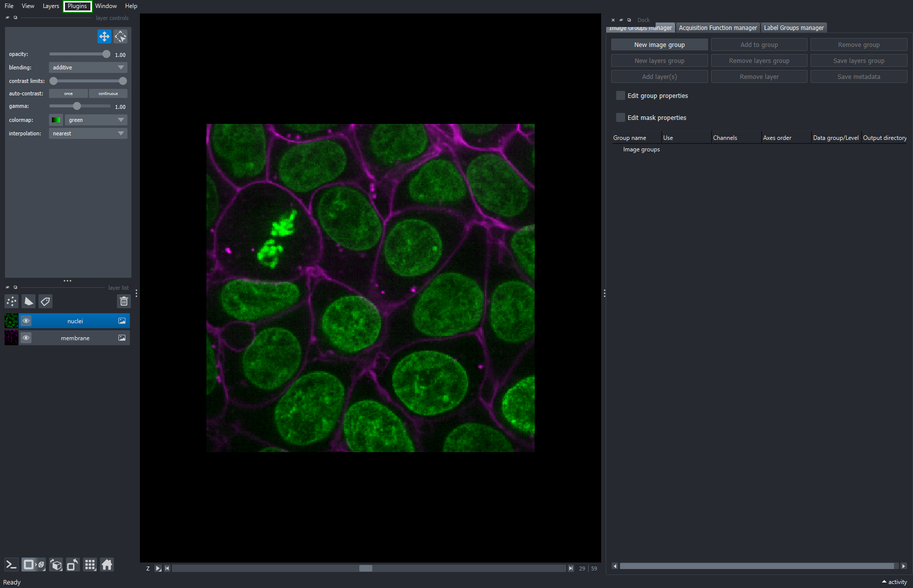 File View Layers Plugins Window Help
layer controls
opacity: 1.00
blending: additive
contrast limits:
auto-contrast: once continuous
gamma: 1.00
colormap: green
interpolation: nearest
layer list
nuclei
membrane
Z 29 59
Ready
Dock
Image Groups manager Acquisition Function manager Label Groups manager
New image group Add to group Remove group
New layers group Remove layers group Save layers group
Add layer(s) Remove layer Save metadata
Edit group properties
Edit mask properties
Group name Use Channels Axes order Data group/Level Output directory
Image groups
activity